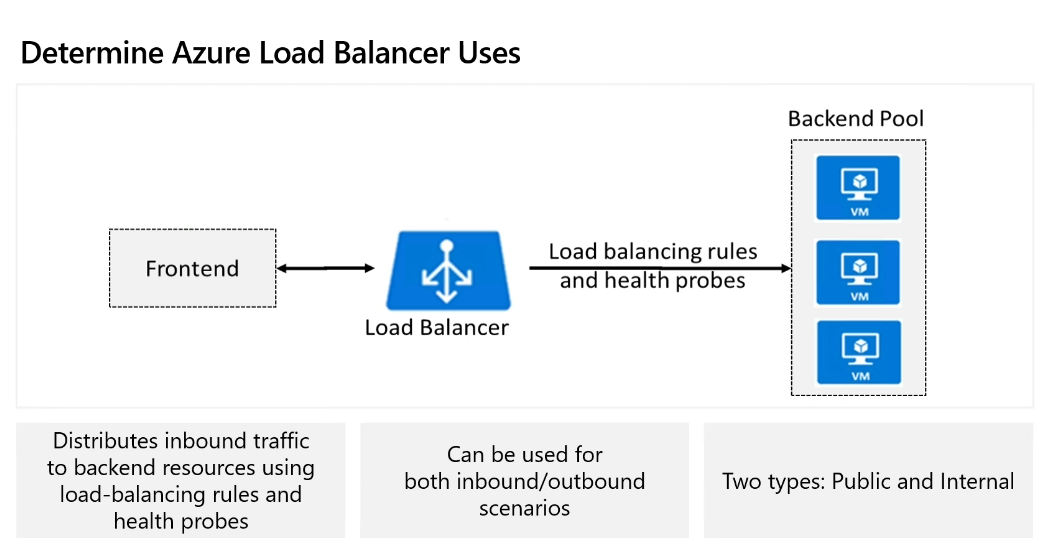 Determine Azure Load Balancer Uses
Backend Pool
VM
Load balancing rules
and health probes
Frontend
VM
Load Balancer
VM
Distributes inbound traffic
to backend resources using
load-balancing rules and
health probes
Can be used for
both inbound/outbound
scenarios
Two types: Public and Internal